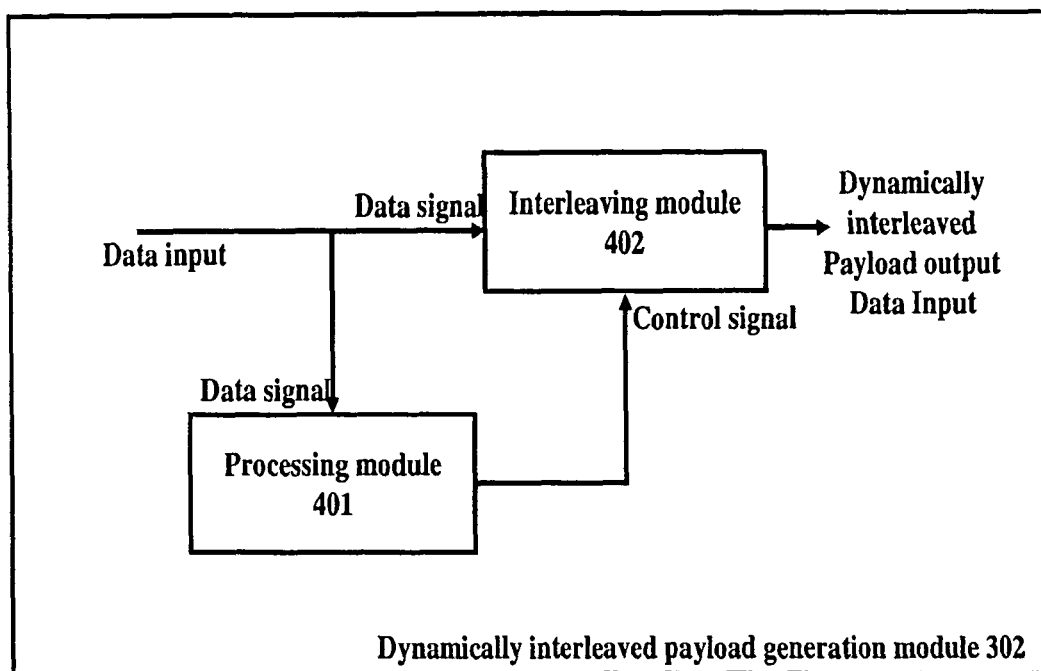 Data signal
Data input
Interleaving module
402
Dynamically
interleaved
Payload output
Data Input
Control signal
Data signal
Processing module
401
Dynamically interleaved payload generation module 302